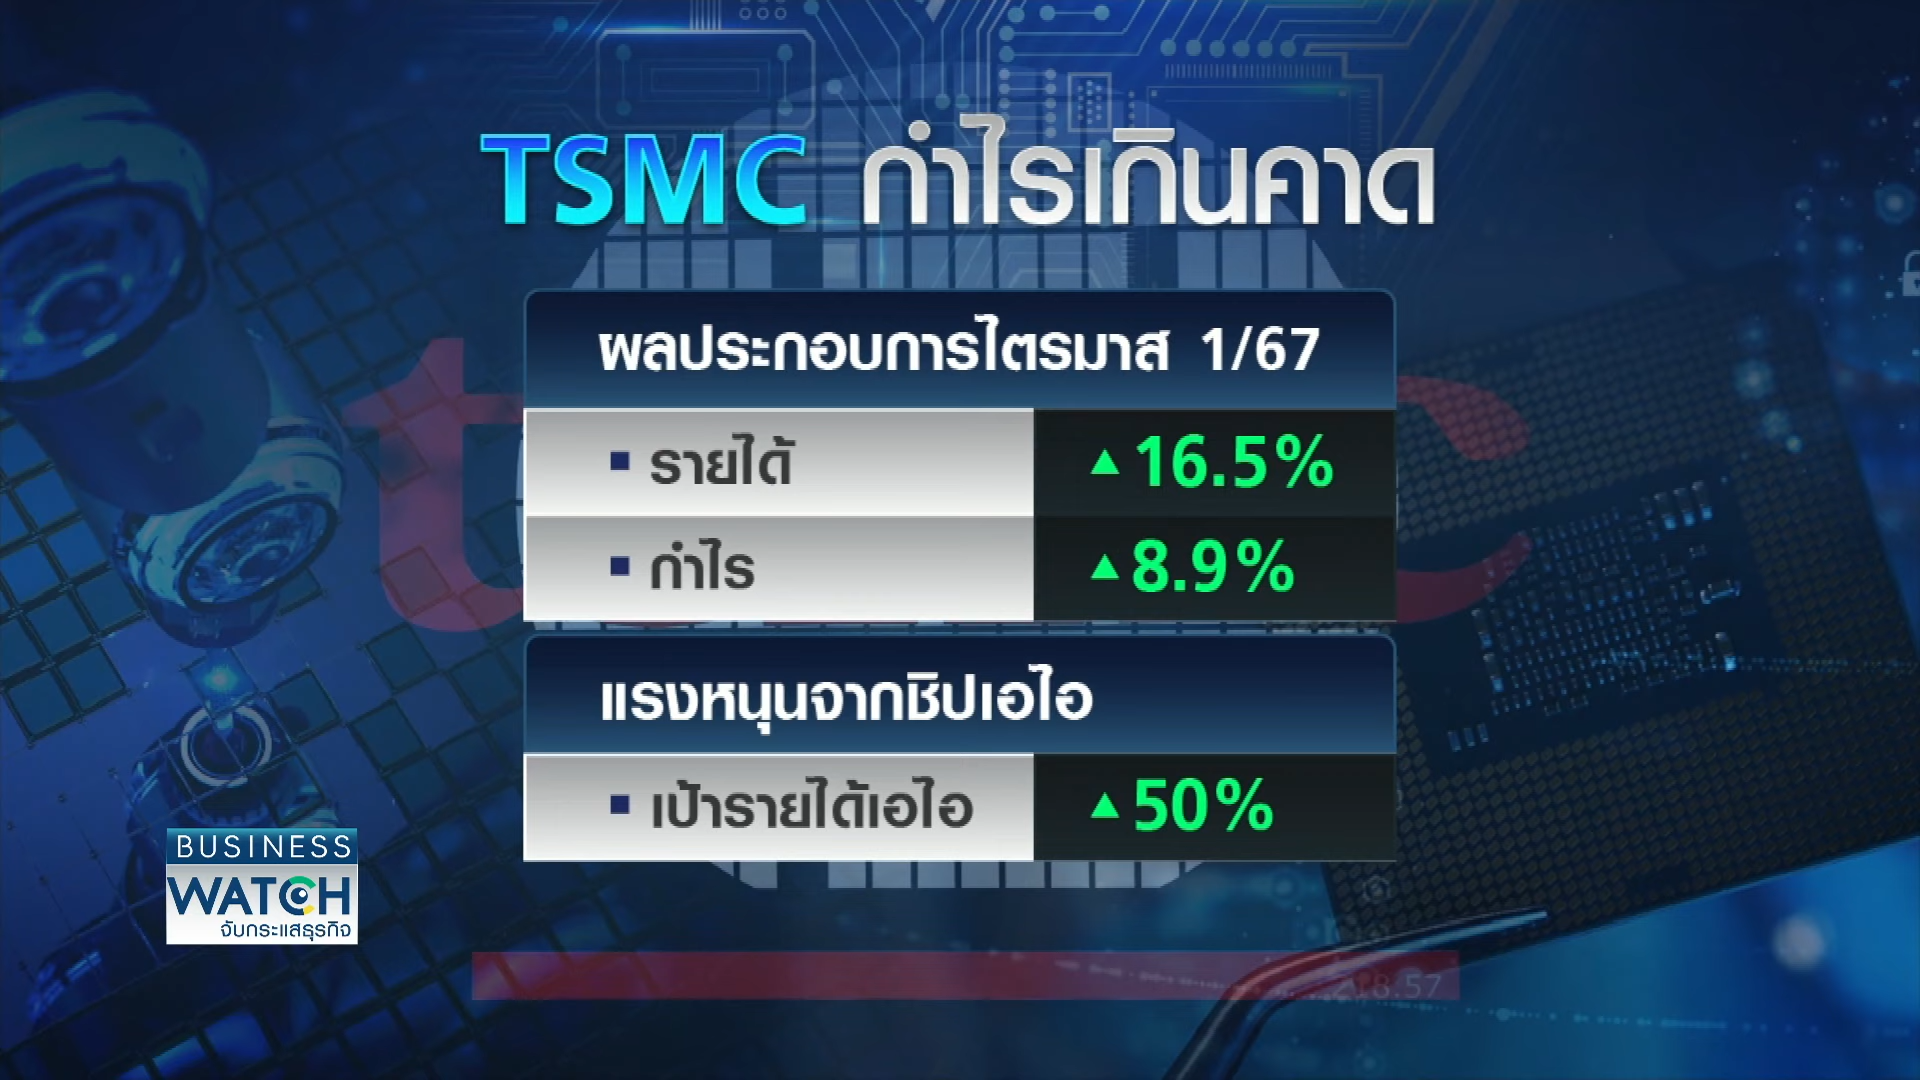 TSMC กำไรเกินคาด
ผลประกอบการไตรมาส 1/67
▪ รายได้ ▲16.5%
▪ กำไร ▲8.9%
แรงหนุนจากชิปเอไอ
▪ เป้ารายได้เอไอ ▲50%
BUSINESS
WATCH
จับกระแสธุรกิจ
218.57